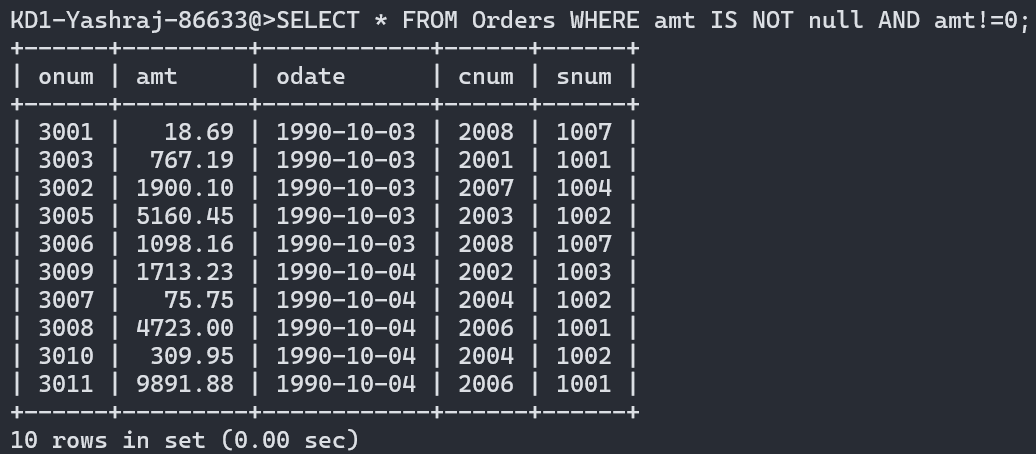 KD1-Yashraj-86633@>SELECT * FROM Orders WHERE amt IS NOT null AND amt!=0;
+------+---------+------------+------+------+
| onum | amt     | odate      | cnum | snum |
+------+---------+------------+------+------+
| 3001 |   18.69 | 1990-10-03 | 2008 | 1007 |
| 3003 |  767.19 | 1990-10-03 | 2001 | 1001 |
| 3002 | 1900.10 | 1990-10-03 | 2007 | 1004 |
| 3005 | 5160.45 | 1990-10-03 | 2003 | 1002 |
| 3006 | 1098.16 | 1990-10-03 | 2008 | 1007 |
| 3009 | 1713.23 | 1990-10-04 | 2002 | 1003 |
| 3007 |   75.75 | 1990-10-04 | 2004 | 1002 |
| 3008 | 4723.00 | 1990-10-04 | 2006 | 1001 |
| 3010 |  309.95 | 1990-10-04 | 2004 | 1002 |
| 3011 | 9891.88 | 1990-10-04 | 2006 | 1001 |
+------+---------+------------+------+------+
10 rows in set (0.00 sec)